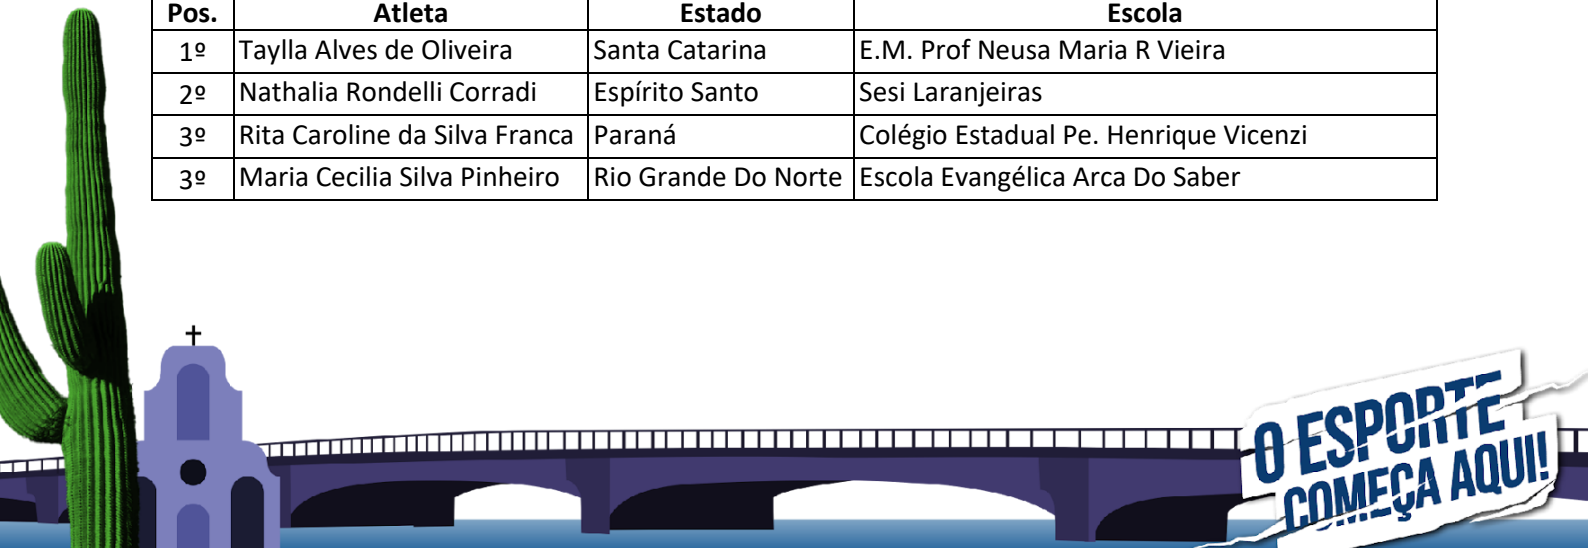 Pos. Atleta Estado Escola
1º Taylla Alves de Oliveira Santa Catarina E.M. Prof Neusa Maria R Vieira
2º Nathalia Rondelli Corradi Espírito Santo Sesi Laranjeiras
3º Rita Caroline da Silva Franca Paraná Colégio Estadual Pe. Henrique Vicenzi
3º Maria Cecilia Silva Pinheiro Rio Grande Do Norte Escola Evangélica Arca Do Saber
O ESPORTE
COMEÇA AQUI!